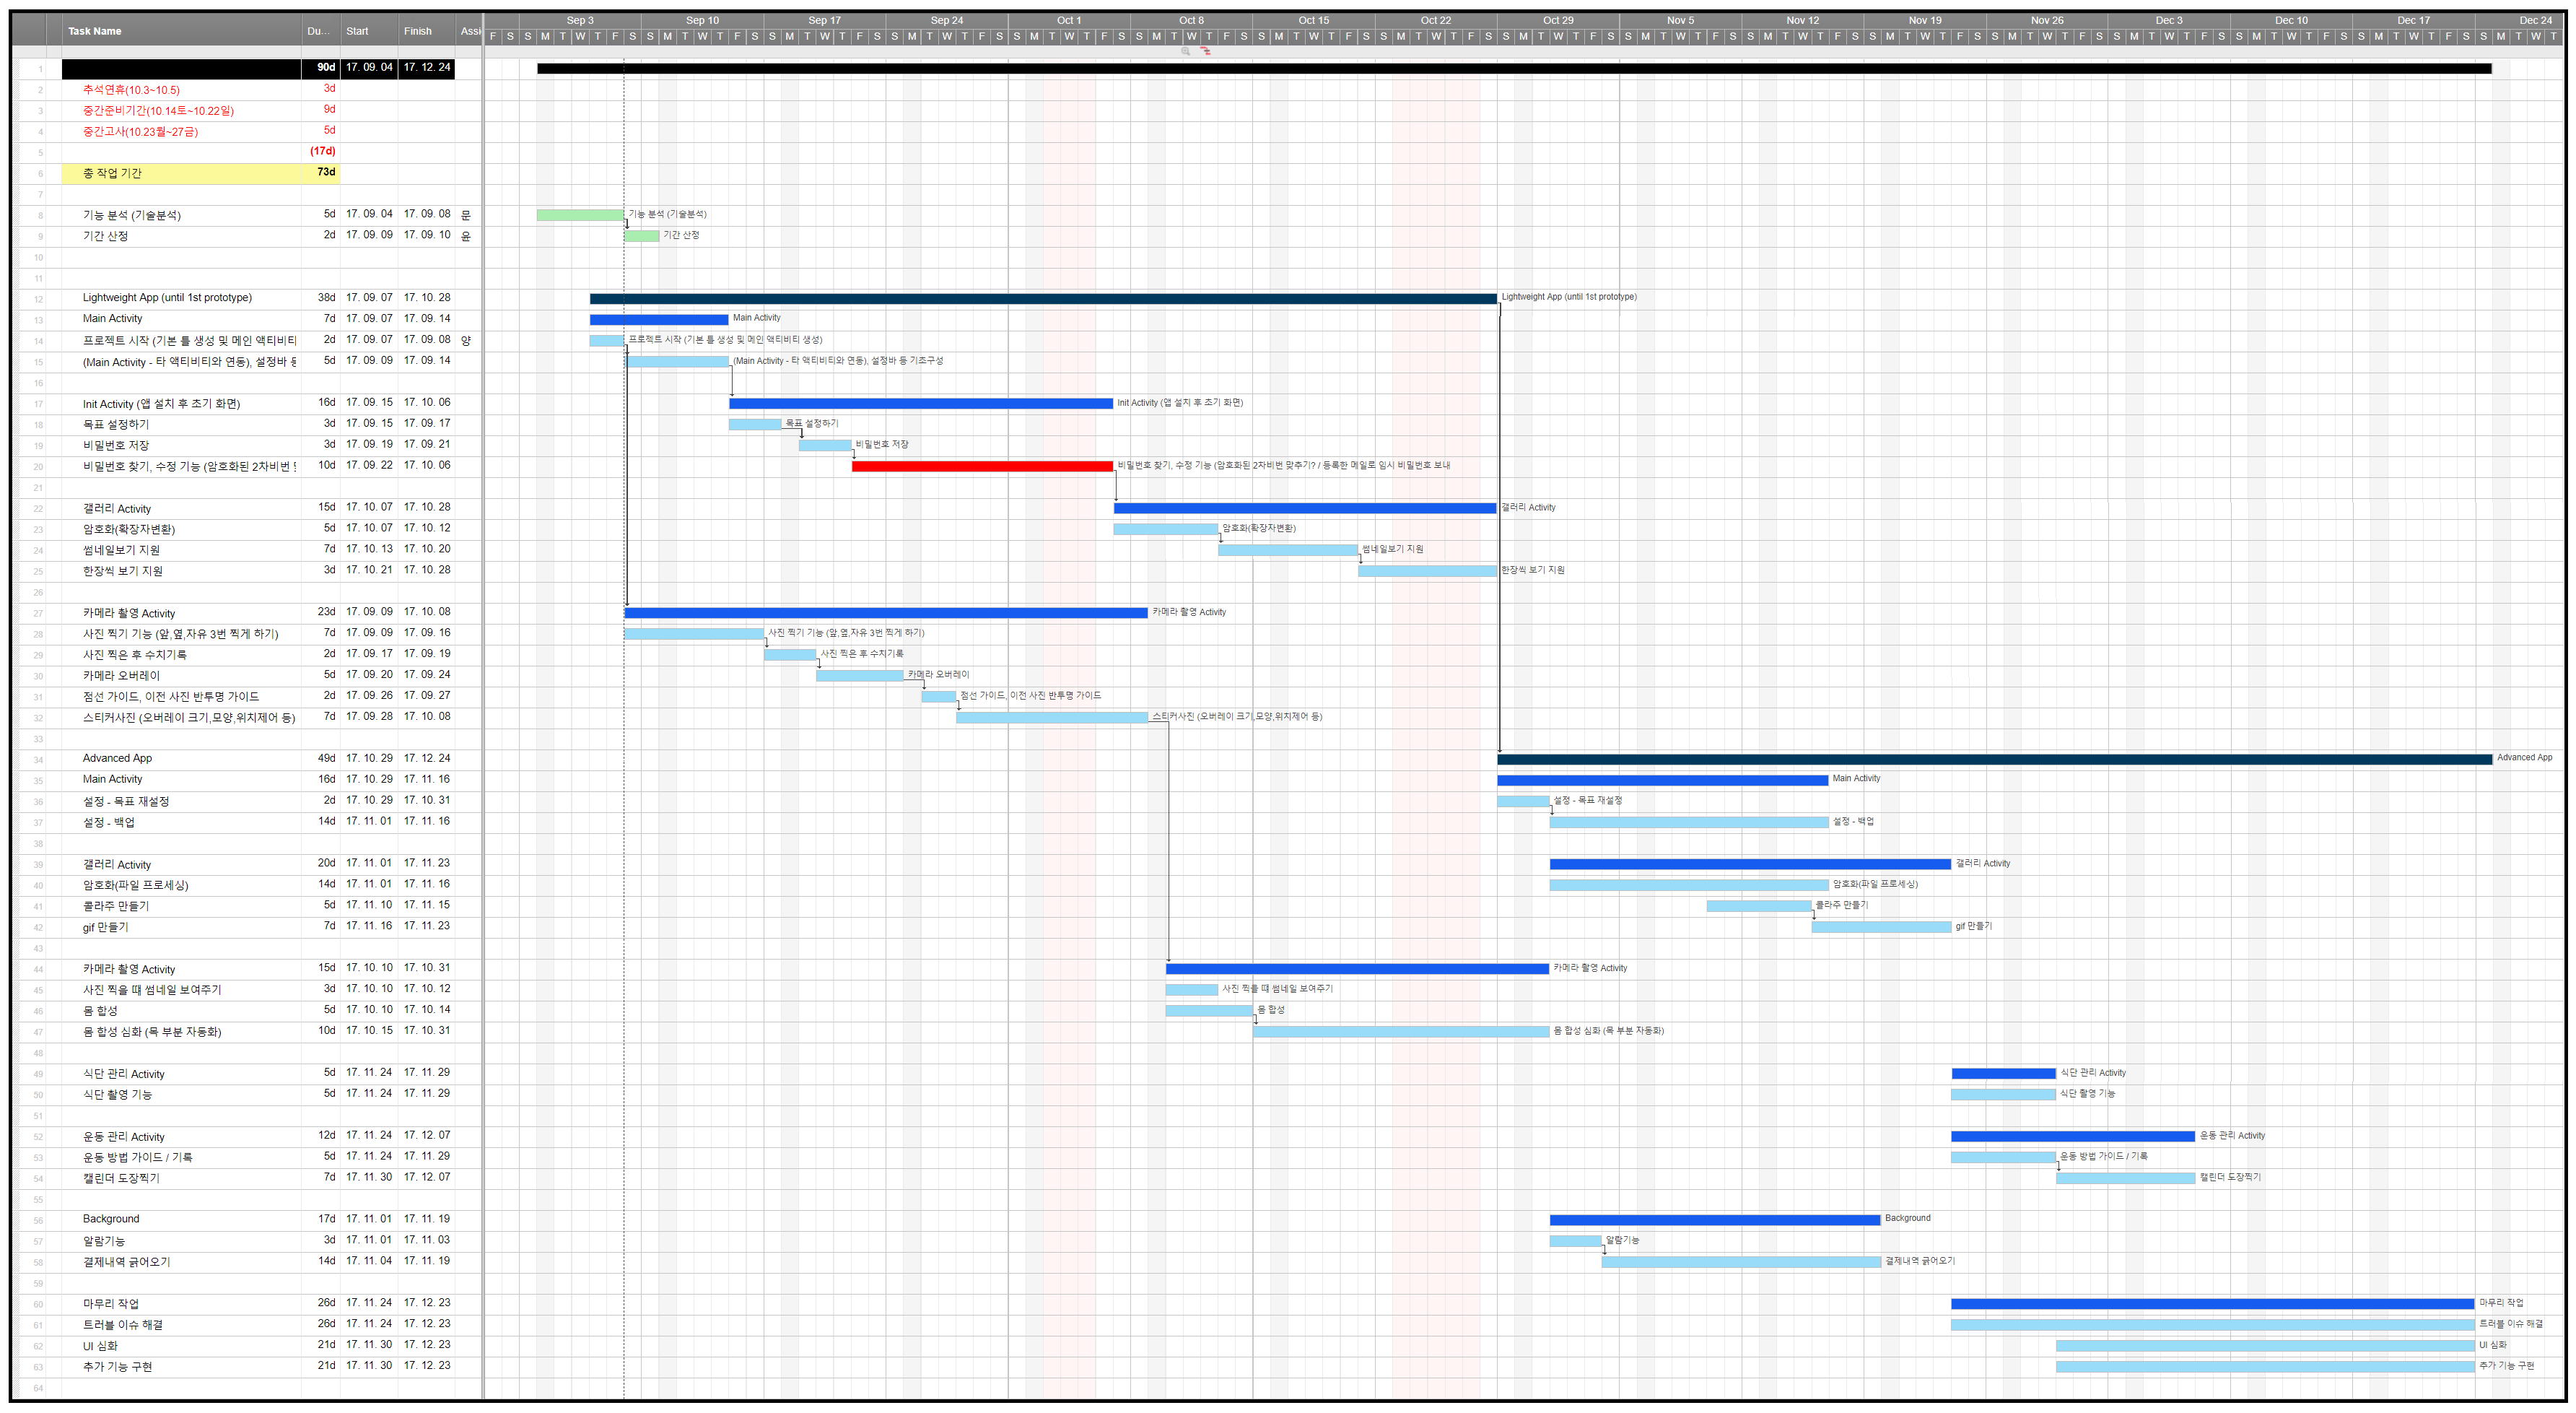 Sep 3 Sep 10 Sep 17 Sep 24 Oct 1 Oct 8 Oct 15 Oct 22 Oct 29 Nov 5 Nov 12 Nov 19 Nov 26 Dec 3 Dec 10 Dec 17 Dec 24
Task Name Du... Start Finish Assi
F S S M T W T F S S M T W T F S S M T W T F S S M T W T F S S M T W T F S S M T W T F S S M T W T F S S M T W T F S S M T W T F S S M T W T F S S M T W T F S S M T W T F S S M T W T F S S M T W T F S S M T W T F S S M T W T F S S M T W T F S S M T W T
1 90d 17. 09. 04 17. 12. 24
2 추석연휴(10.3~10.5) 3d
3 중간준비기간(10.14토~10.22일) 9d
4 중간고사(10.23월~27금) 5d
5 (17d)
6 총 작업 기간 73d
7
8 기능 분석 (기술분석) 5d 17. 09. 04 17. 09. 08 문 기능 분석 (기술분석)
9 기간 산정 2d 17. 09. 09 17. 09. 10 윤 기간 산정
10
11
12 Lightweight App (until 1st prototype) 38d 17. 09. 07 17. 10. 28 Lightweight App (until 1st prototype)
13 Main Activity 7d 17. 09. 07 17. 09. 14 Main Activity
14 프로젝트 시작 (기본 틀 생성 및 메인 액티비티 2d 17. 09. 07 17. 09. 08 양 프로젝트 시작 (기본 틀 생성 및 메인 액티비티 생성)
15 (Main Activity - 타 액티비티와 연동), 설정바 등 5d 17. 09. 09 17. 09. 14 (Main Activity - 타 액티비티와 연동), 설정바 등 기초구성
16
17 Init Activity (앱 설치 후 초기 화면) 16d 17. 09. 15 17. 10. 06 Init Activity (앱 설치 후 초기 화면)
18 목표 설정하기 3d 17. 09. 15 17. 09. 17 목표 설정하기
19 비밀번호 저장 3d 17. 09. 19 17. 09. 21 비밀번호 저장
20 비밀번호 찾기, 수정 기능 (암호화된 2차비번 10d 17. 09. 22 17. 10. 06 비밀번호 찾기, 수정 기능 (암호화된 2차비번 맞추기? / 등록한 메일로 임시 비밀번호 보내
21
22 갤러리 Activity 15d 17. 10. 07 17. 10. 28 갤러리 Activity
23 암호화(확장자변환) 5d 17. 10. 07 17. 10. 12 암호화(확장자변환)
24 썸네일보기 지원 7d 17. 10. 13 17. 10. 20 썸네일보기 지원
25 한장씩 보기 지원 3d 17. 10. 21 17. 10. 28 한장씩 보기 지원
26
27 카메라 촬영 Activity 23d 17. 09. 09 17. 10. 08 카메라 촬영 Activity
28 사진 찍기 기능 (앞,옆,자유 3번 찍게 하기) 7d 17. 09. 09 17. 09. 16 사진 찍기 기능 (앞,옆,자유 3번 찍게 하기)
29 사진 찍은 후 수치기록 2d 17. 09. 17 17. 09. 19 사진 찍은 후 수치기록
30 카메라 오버레이 5d 17. 09. 20 17. 09. 24 카메라 오버레이
31 점선 가이드, 이전 사진 반투명 가이드 2d 17. 09. 26 17. 09. 27 점선 가이드, 이전 사진 반투명 가이드
32 스티커사진 (오버레이 크기,모양,위치제어 등) 7d 17. 09. 28 17. 10. 08 스티커사진 (오버레이 크기,모양,위치제어 등)
33
34 Advanced App 49d 17. 10. 29 17. 12. 24 Advanced App
35 Main Activity 16d 17. 10. 29 17. 11. 16 Main Activity
36 설정 - 목표 재설정 2d 17. 10. 29 17. 10. 31 설정 - 목표 재설정
37 설정 - 백업 14d 17. 11. 01 17. 11. 16 설정 - 백업
38
39 갤러리 Activity 20d 17. 11. 01 17. 11. 23 갤러리 Activity
40 암호화(파일 프로세싱) 14d 17. 11. 01 17. 11. 16 암호화(파일 프로세싱)
41 콜라주 만들기 5d 17. 11. 10 17. 11. 15 콜라주 만들기
42 gif 만들기 7d 17. 11. 16 17. 11. 23 gif 만들기
43
44 카메라 촬영 Activity 15d 17. 10. 10 17. 10. 31 카메라 촬영 Activity
45 사진 찍을 때 썸네일 보여주기 3d 17. 10. 10 17. 10. 12 사진 찍을 때 썸네일 보여주기
46 몸 합성 5d 17. 10. 10 17. 10. 14 몸 합성
47 몸 합성 심화 (목 부분 자동화) 10d 17. 10. 15 17. 10. 31 몸 합성 심화 (목 부분 자동화)
48
49 식단 관리 Activity 5d 17. 11. 24 17. 11. 29 식단 관리 Activity
50 식단 촬영 기능 5d 17. 11. 24 17. 11. 29 식단 촬영 기능
51
52 운동 관리 Activity 12d 17. 11. 24 17. 12. 07 운동 관리 Activity
53 운동 방법 가이드 / 기록 5d 17. 11. 24 17. 11. 29 운동 방법 가이드 / 기록
54 캘린더 도장찍기 7d 17. 11. 30 17. 12. 07 캘린더 도장찍기
55
56 Background 17d 17. 11. 01 17. 11. 19 Background
57 알람기능 3d 17. 11. 01 17. 11. 03 알람기능
58 결제내역 긁어오기 14d 17. 11. 04 17. 11. 19 결제내역 긁어오기
59
60 마무리 작업 26d 17. 11. 24 17. 12. 23 마무리 작업
61 트러블 이슈 해결 26d 17. 11. 24 17. 12. 23 트러블 이슈 해결
62 UI 심화 21d 17. 11. 30 17. 12. 23 UI 심화
63 추가 기능 구현 21d 17. 11. 30 17. 12. 23 추가 기능 구현
64